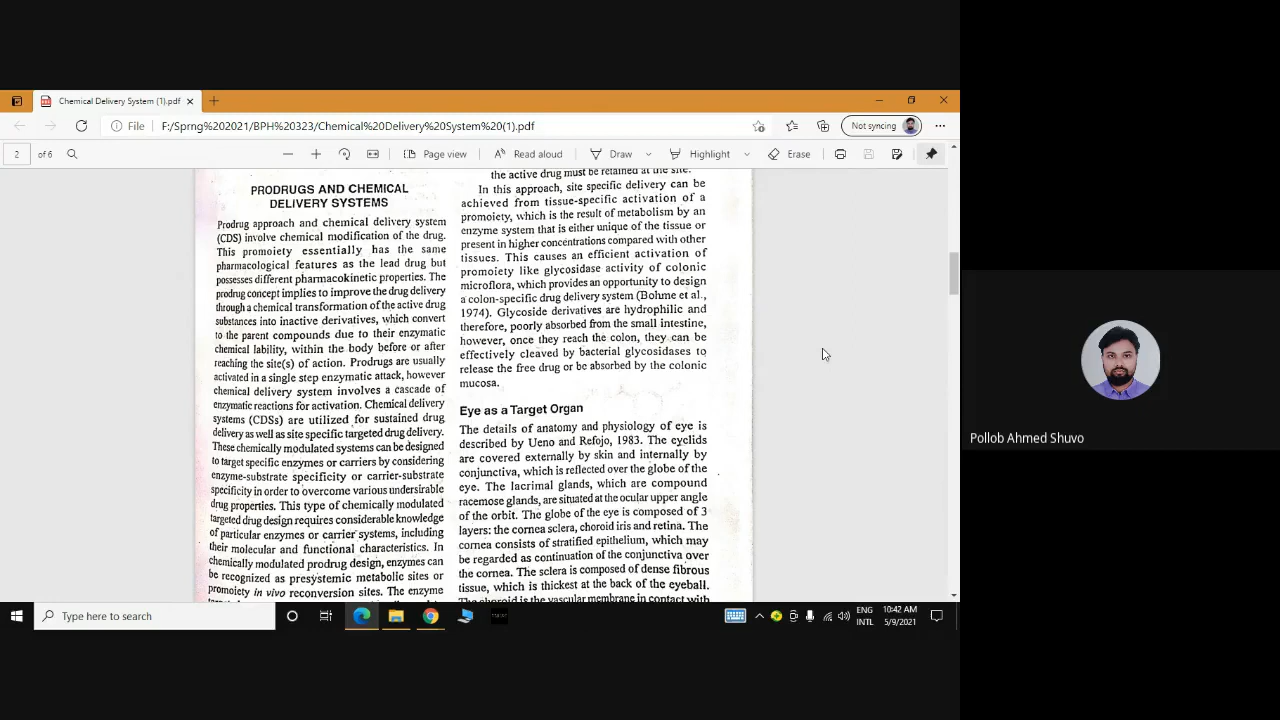 Chemical Delivery System (1).pdf
File F:/Sprng%202021/BPH%20323/Chemical%20Delivery%20System%20(1).pdf
Not syncing
2 of 6
Page view
Read aloud
Draw
Highlight
Erase
PRODRUGS AND CHEMICAL
DELIVERY SYSTEMS
Prodrug approach and chemical delivery system
(CDS) involve chemical modification of the drug.
This promoiety essentially has the same
pharmacological features as the lead drug but
possesses different pharmacokinetic properties. The
prodrug concept implies to improve the drug delivery
through a chemical transformation of the active drug
substances into inactive derivatives, which convert
to the parent compounds due to their enzymatic
chemical lability, within the body before or after
reaching the site(s) of action. Prodrugs are usually
activated in a single step enzymatic attack, however
chemical delivery system involves a cascade of
enzymatic reactions for activation. Chemical delivery
systems (CDSs) are utilized for sustained drug
delivery as well as site specific targeted drug delivery.
These chemically modulated systems can be designed
to target specific enzymes or carriers by considering
enzyme-substrate specificity or carrier-substrate
specificity in order to overcome various undersirable
drug properties. This type of chemically modulated
targeted drug design requires considerable knowledge
of particular enzymes or carrier systems, including
their molecular and functional characteristics. In
chemically modulated prodrug design, enzymes can
be recognized as presystemic metabolic sites or
promoiety in vivo reconversion sites. The enzyme
the active drug must be retained at the site.
In this approach, site specific delivery can be
achieved from tissue-specific activation of a
promoiety, which is the result of metabolism by an
enzyme system that is either unique of the tissue or
present in higher concentrations compared with other
tissues. This causes an efficient activation of
promoiety like glycosidase activity of colonic
microflora, which provides an opportunity to design
a colon-specific drug delivery system (Bohme et al.,
1974). Glycoside derivatives are hydrophilic and
therefore, poorly absorbed from the small intestine,
however, once they reach the colon, they can be
effectively cleaved by bacterial glycosidases to
release the free drug or be absorbed by the colonic
mucosa.
Eye as a Target Organ
The details of anatomy and physiology of eye is
described by Ueno and Refojo, 1983. The eyelids
are covered externally by skin and internally by
conjunctiva, which is reflected over the globe of the
eye. The lacrimal glands, which are compound
racemose glands, are situated at the ocular upper angle
of the orbit. The globe of the eye is composed of 3
layers: the cornea sclera, choroid iris and retina. The
cornea consists of stratified epithelium, which may
be regarded as continuation of the conjunctiva over
the cornea. The sclera is composed of dense fibrous
tissue, which is thickest at the back of the eyeball.
The choroid is the vascular membrane in contact with
Pollob Ahmed Shuvo
Type here to search
ENG
INTL
10:42 AM
5/9/2021